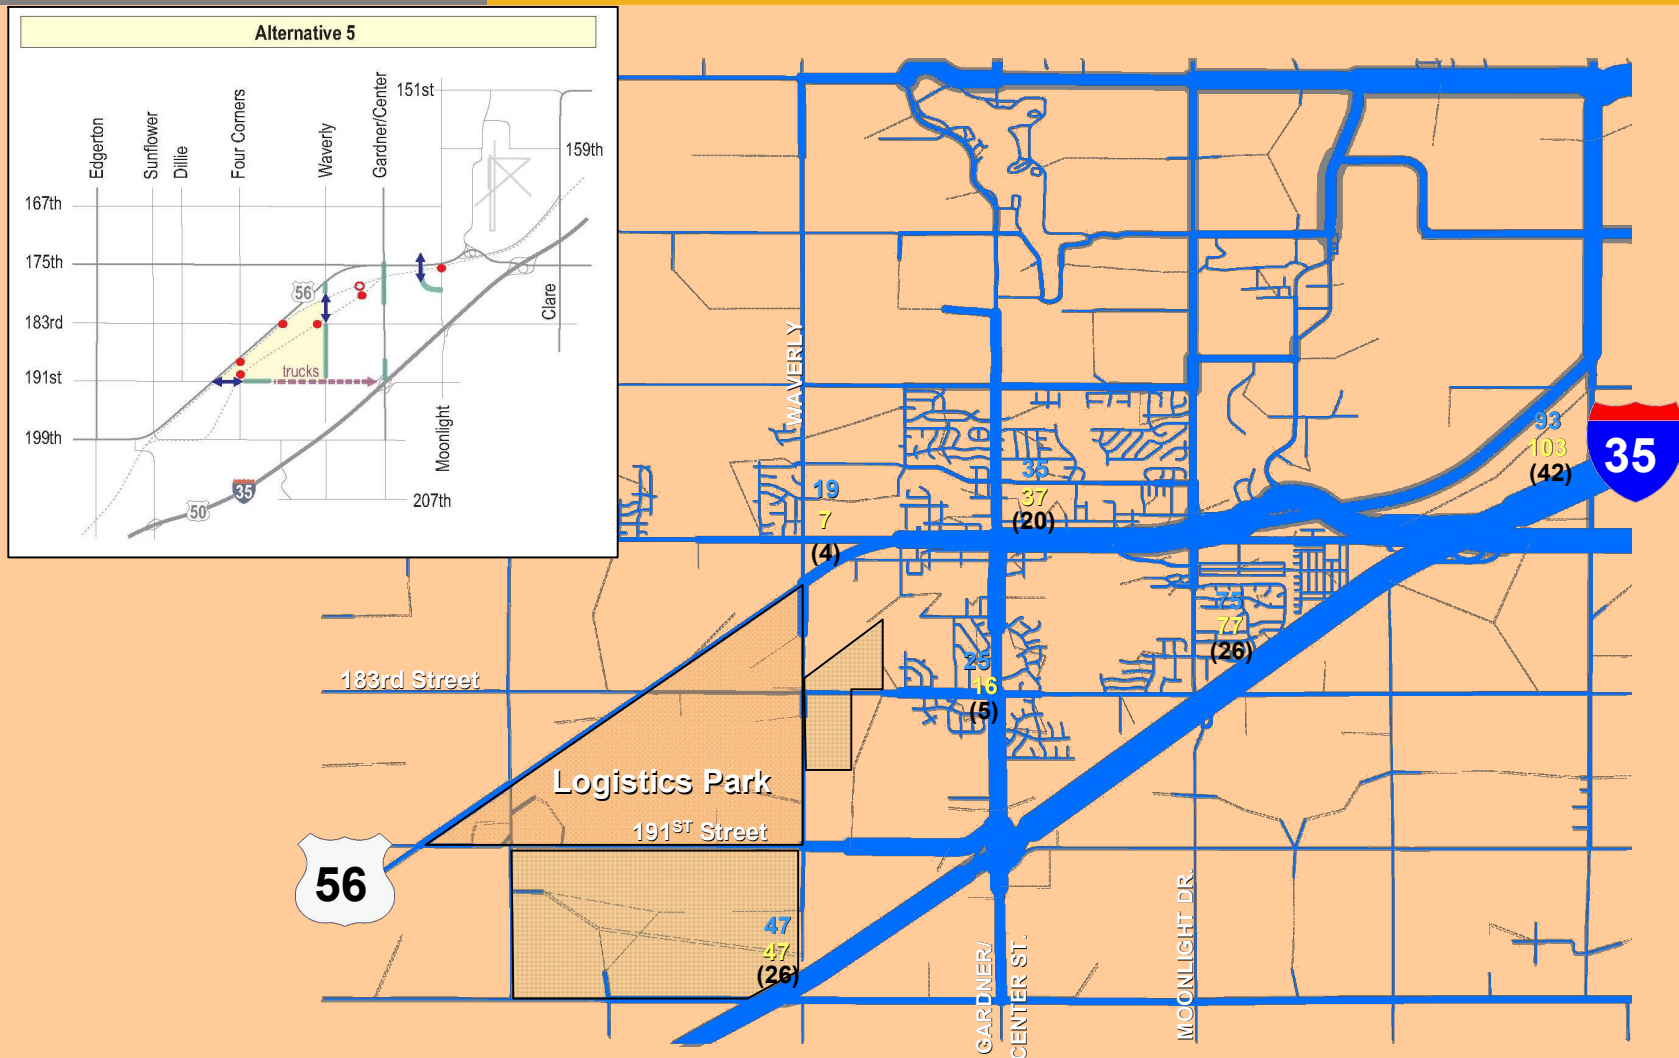 Alternative 5
Edgerton
Sunflower
Dillie
Four Corners
Waverly
Gardner/Center
151st
159th
167th
175th
56
183rd
Clare
trucks
191st
199th
Moonlight
35
50
207th
WAVERLY
93
103
(42)
35
35
37
(20)
19
7
(4)
75
77
(26)
25
16
(5)
183rd Street
Logistics Park
191ST Street
56
47
47
(26)
GARDNER/
CENTER ST.
MOONLIGHT DR.